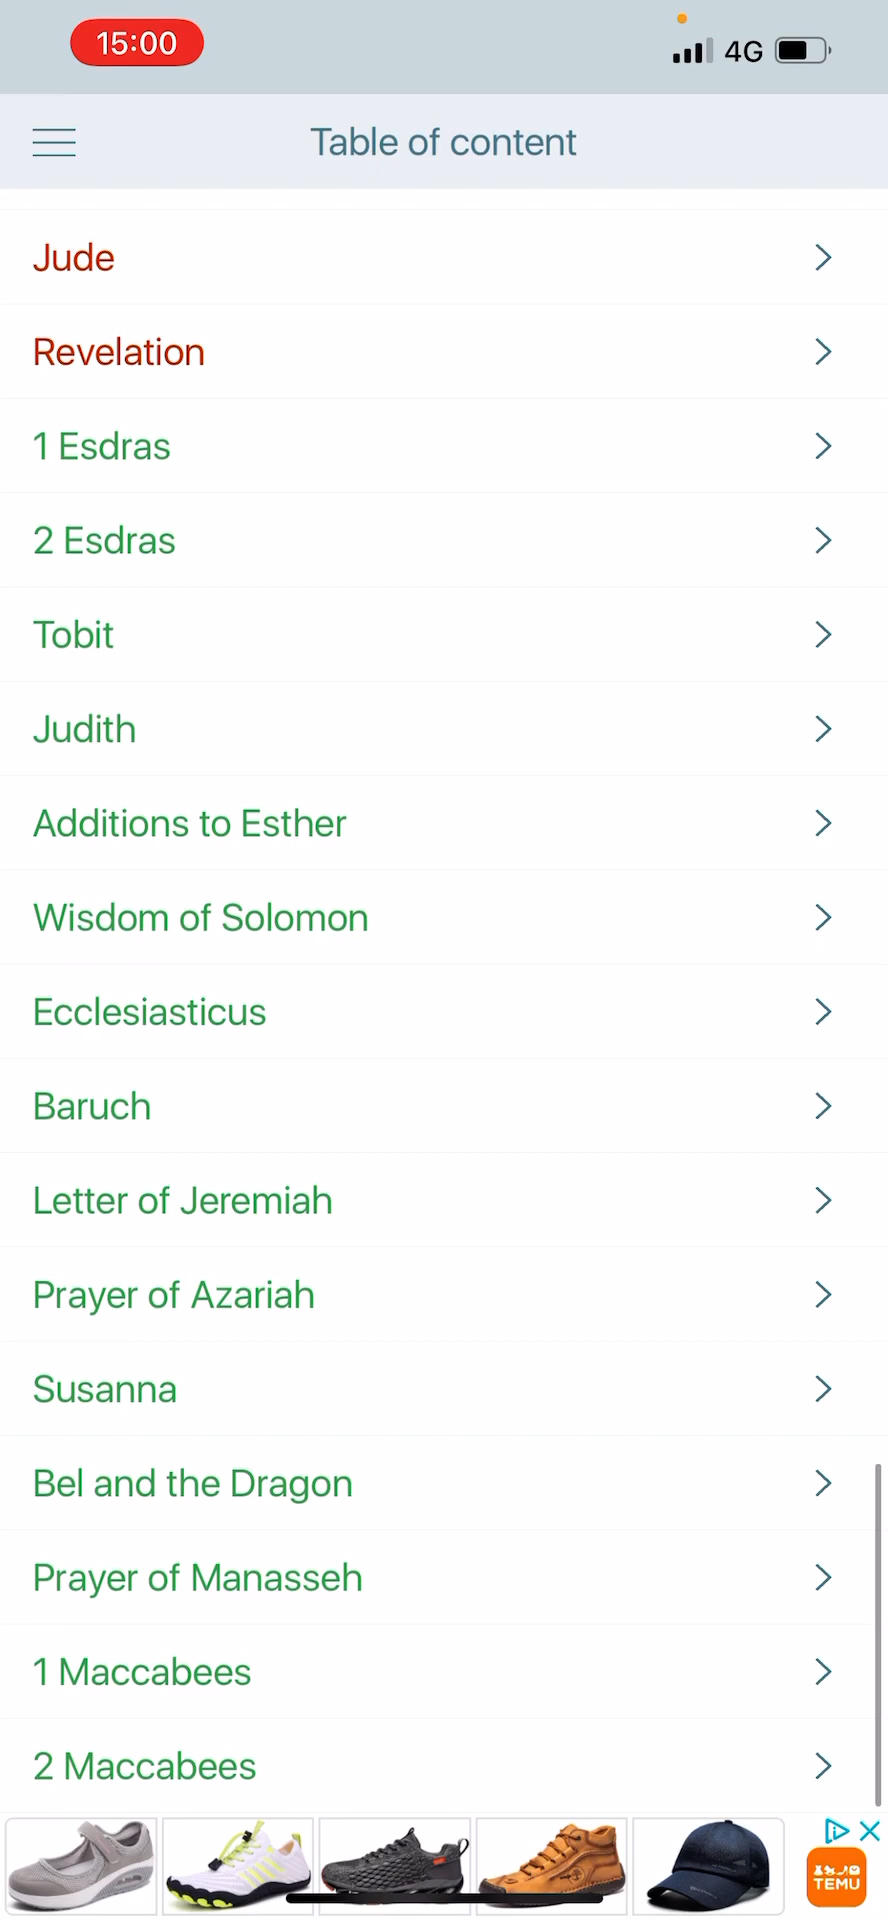 15:00
4G
Table of content
Jude
Revelation
1 Esdras
2 Esdras
Tobit
Judith
Additions to Esther
Wisdom of Solomon
Ecclesiasticus
Baruch
Letter of Jeremiah
Prayer of Azariah
Susanna
Bel and the Dragon
Prayer of Manasseh
1 Maccabees
2 Maccabees
TEMU